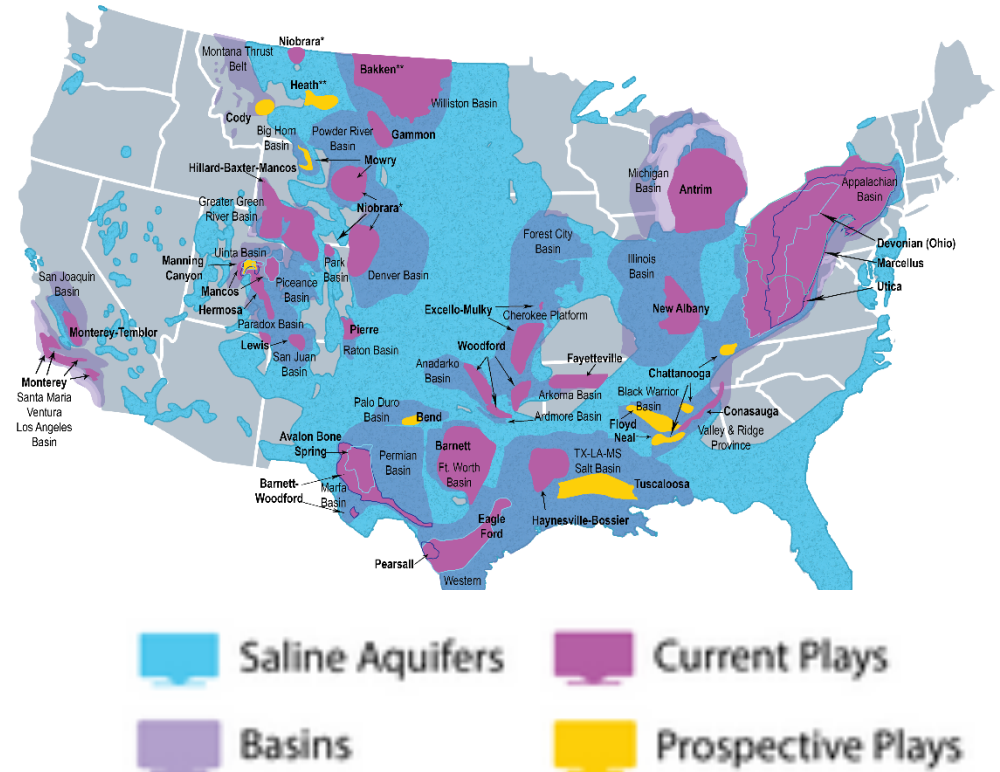 Niobrara*
Montana Thrust
Belt
Bakken**
Heath**
Williston Basin
Cody
Big Horn
Basin
Powder River
Basin
Gammon
Mowry
Hillard-Baxter-Mancos
Greater Green
River Basin
Niobrara*
Michigan
Basin
Antrim
Appalachian
Basin
Devonian (Ohio)
Marcellus
Utica
Forest City
Basin
Illinois
Basin
Uinta Basin
Manning
Canyon
Mancos
Hermosa
Park
Basin
Piceance
Basin
Denver Basin
San Joaquin
Basin
Monterey-Temblor
Paradox Basin
Lewis
San Juan
Basin
Pierre
Raton Basin
Excello-Mulky
Cherokee Platform
New Albany
Woodford
Fayetteville
Anadarko
Basin
Arkoma Basin
Ardmore Basin
Chattanooga
Black Warrior
Basin
Conasauga
Floyd
Neal
Valley & Ridge
Province
Monterey
Santa Maria
Ventura
Los Angeles
Basin
Palo Duro
Basin
Bend
Avalon Bone
Spring
Permian
Basin
Barnett
Ft. Worth
Basin
TX-LA-MS
Salt Basin
Tuscaloosa
Barnett-
Woodford
Marfa
Basin
Eagle
Ford
Haynesville-Bossier
Pearsall
Western
Saline Aquifers
Current Plays
Basins
Prospective Plays